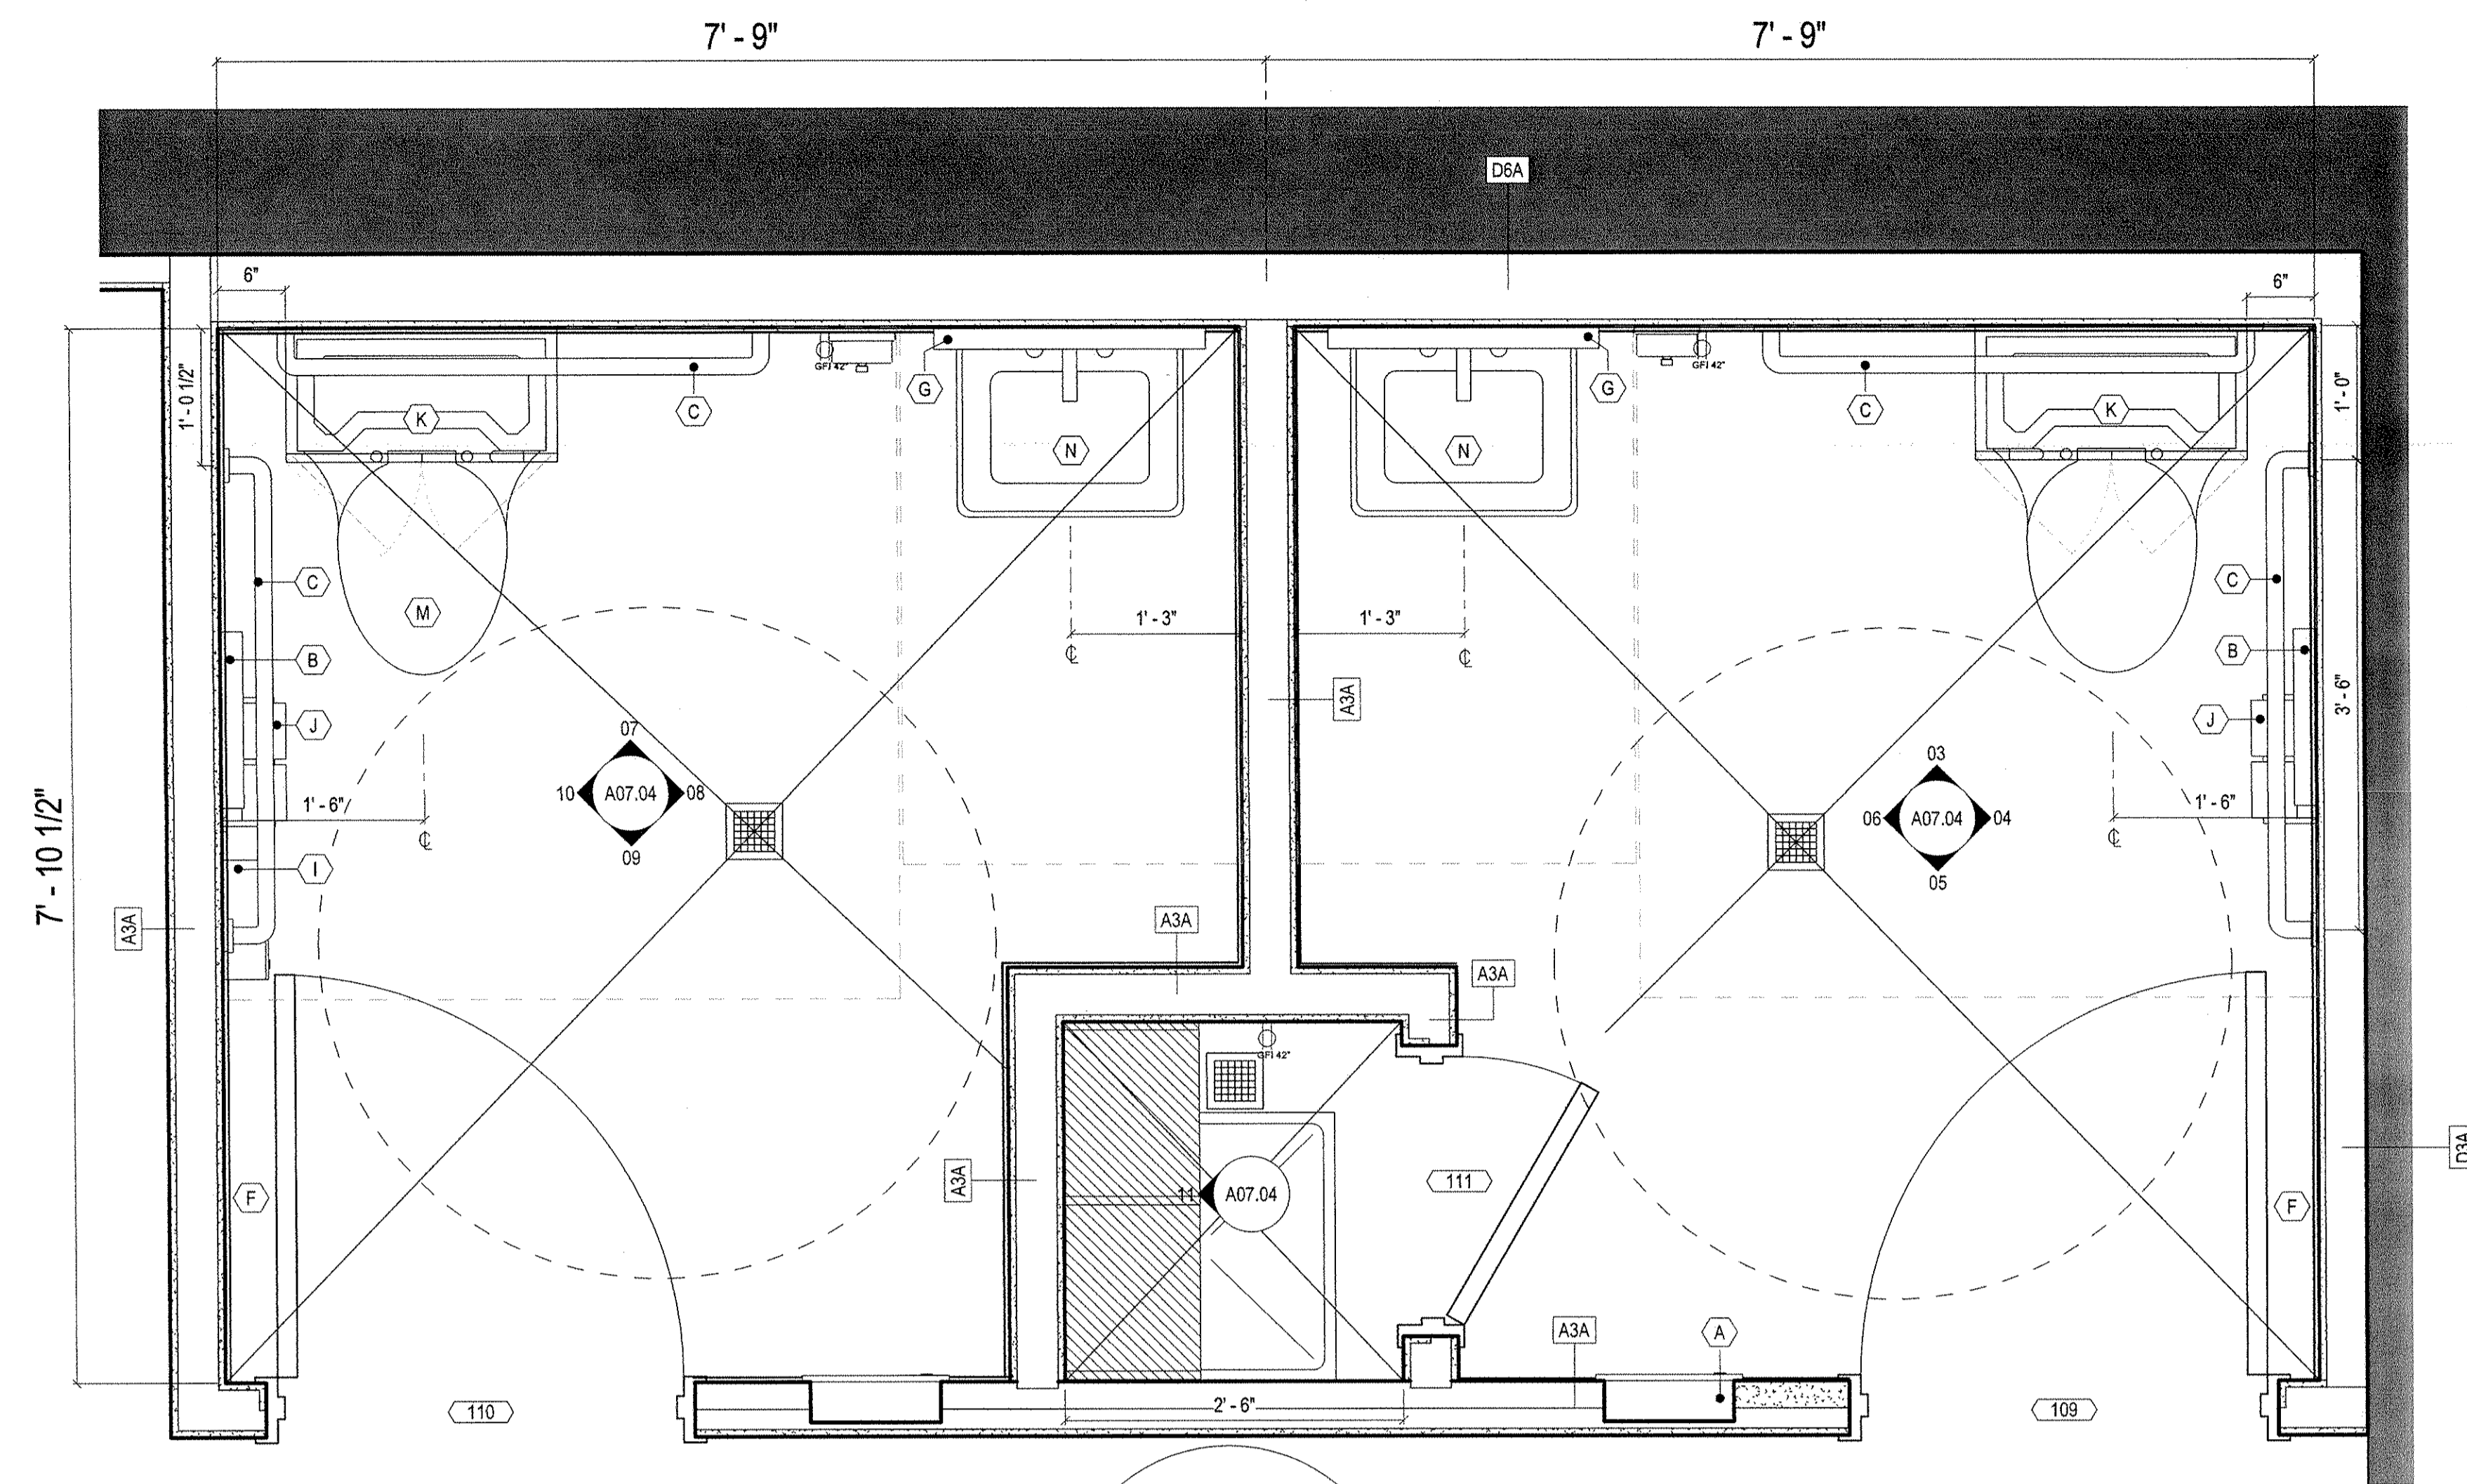 7' - 9"
7' - 9"
D6A
6"
6"
1' - 0 1/2"
1' - 0"
GFI 42"
GFI 42"
G
G
K
C
C
K
N
N
C
M
C
1' - 3"
1' - 3"
℄
℄
B
B
A3A
3' - 6"
J
J
07
10
A07.04
08
09
03
06
A07.04
04
05
1' - 6"
℄
1' - 6"
℄
7' - 10 1/2"
I
A3A
A3A
A3A
GFI 42"
D3A
A3A
111
11
A07.04
F
F
A3A
A
2' - 6"
110
109